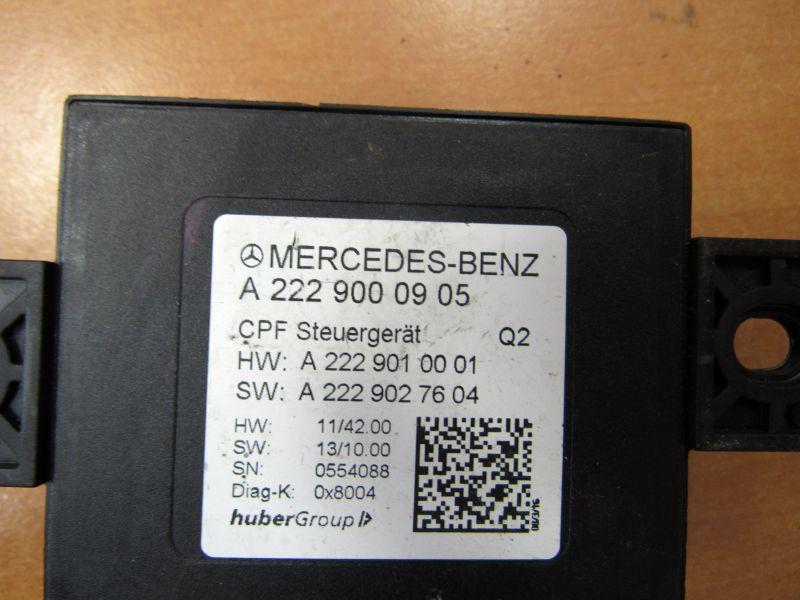 MERCEDES-BENZ
A 222 900 09 05
CPF Steuergerät Q2
HW: A 222 901 00 01
SW: A 222 902 76 04
HW: 11/42.00
SW: 13/10.00
SN: 0554088
Diag-K: 0x8004
huberGroup